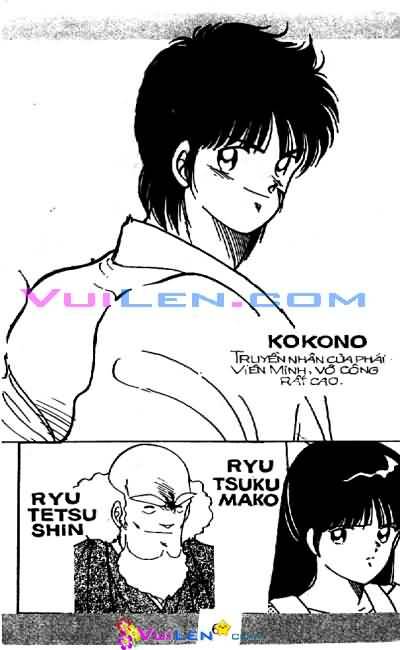 VUILEN.COM
KOKONO
TRUYỀN NHÂN CỦA PHÁI
VIÊN MINH, VÕ CÔNG
RẤT CAO.
RYU
TETSU
SHIN
RYU
TSUKU
MAKO
VUILEN